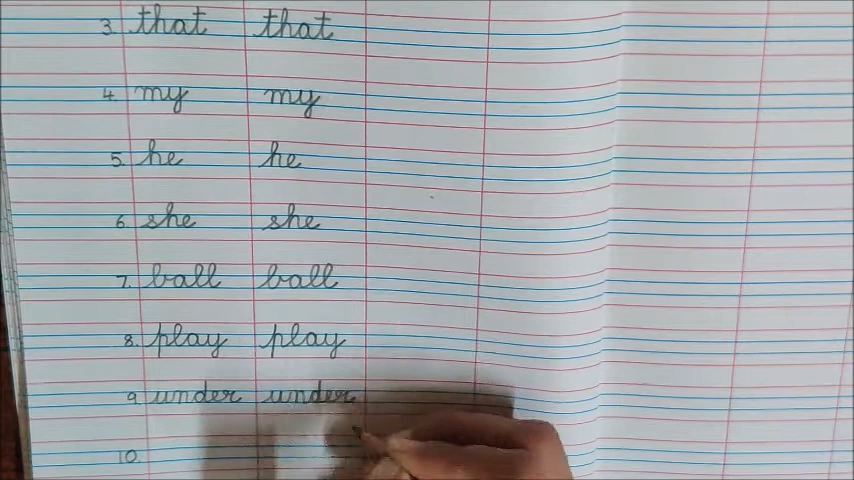 3. that that
4. my my
5. he he
6. she she
7. ball ball
8. play play
9 under under
10.